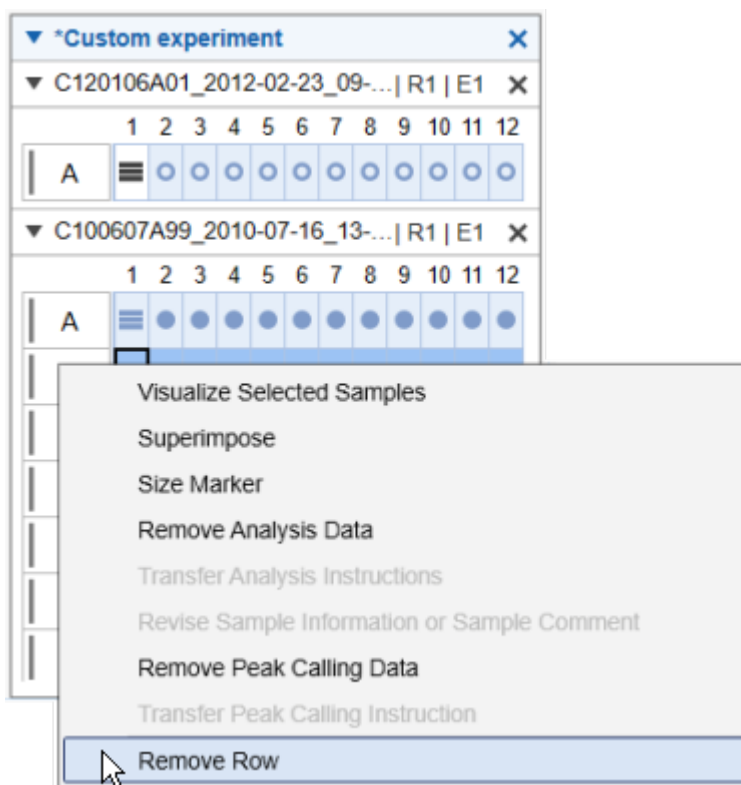 *Custom experiment
C120106A01_2012-02-23_09-...| R1 | E1
1 2 3 4 5 6 7 8 9 10 11 12
A
C100607A99_2010-07-16_13-...| R1 | E1
1 2 3 4 5 6 7 8 9 10 11 12
A
Visualize Selected Samples
Superimpose
Size Marker
Remove Analysis Data
Transfer Analysis Instructions
Revise Sample Information or Sample Comment
Remove Peak Calling Data
Transfer Peak Calling Instruction
Remove Row